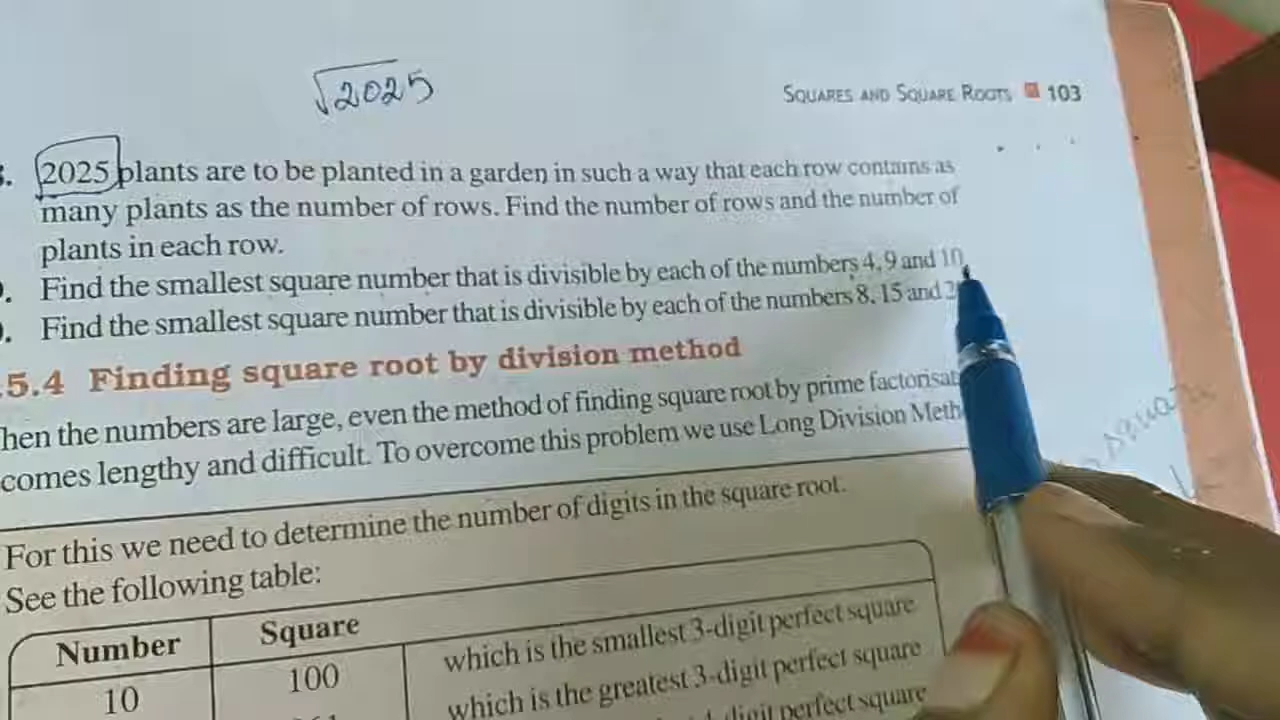 √2025
SQUARES AND SQUARE ROOTS 103
2025 plants are to be planted in a garden in such a way that each row contains as
many plants as the number of rows. Find the number of rows and the number of
plants in each row.
Find the smallest square number that is divisible by each of the numbers 4, 9 and 10.
Find the smallest square number that is divisible by each of the numbers 8, 15 and
.5.4 Finding square root by division method
hen the numbers are large, even the method of finding square root by prime factorisat
comes lengthy and difficult. To overcome this problem we use Long Division Meth
For this we need to determine the number of digits in the square root.
See the following table:
Number Square
10 100 which is the smallest 3-digit perfect square
which is the greatest 3-digit perfect square
digit perfect square